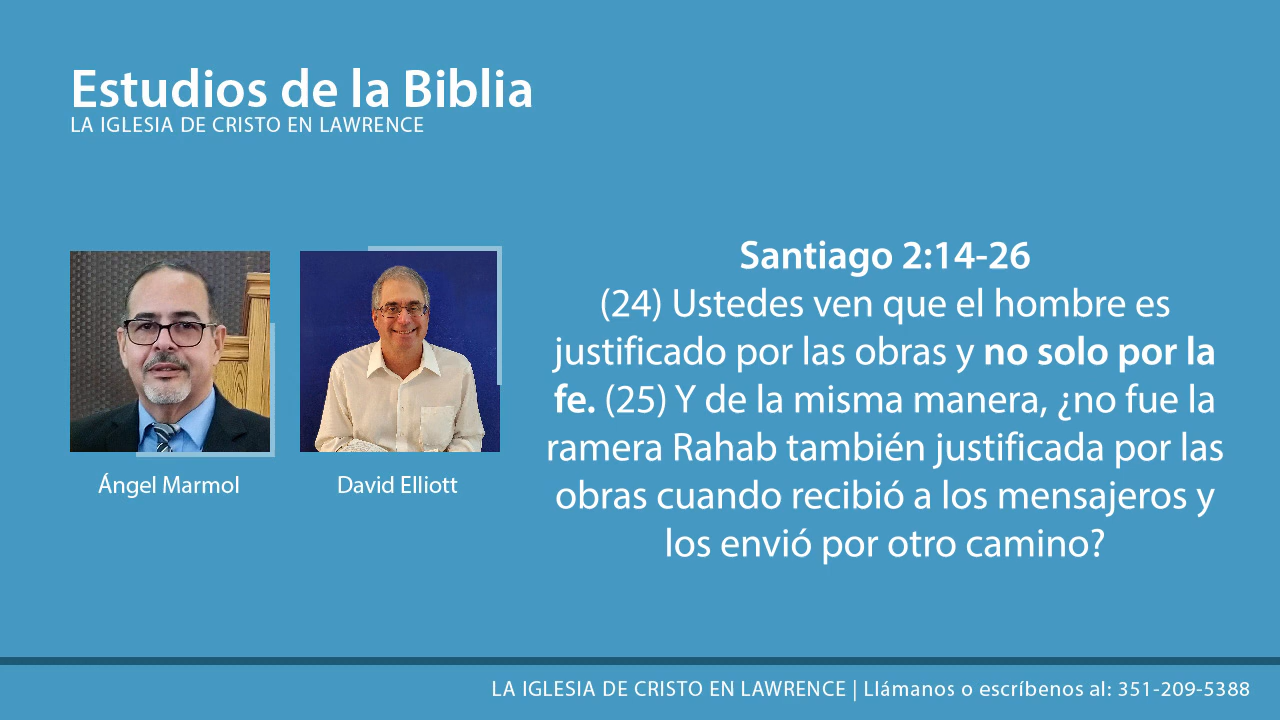 Estudios de la Biblia
LA IGLESIA DE CRISTO EN LAWRENCE
Ángel Marmol
David Elliott
Santiago 2:14-26
(24) Ustedes ven que el hombre es
justificado por las obras y no solo por la
fe. (25) Y de la misma manera, ¿no fue la
ramera Rahab también justificada por las
obras cuando recibió a los mensajeros y
los envió por otro camino?
LA IGLESIA DE CRISTO EN LAWRENCE | Llámanos o escríbenos al: 351-209-5388